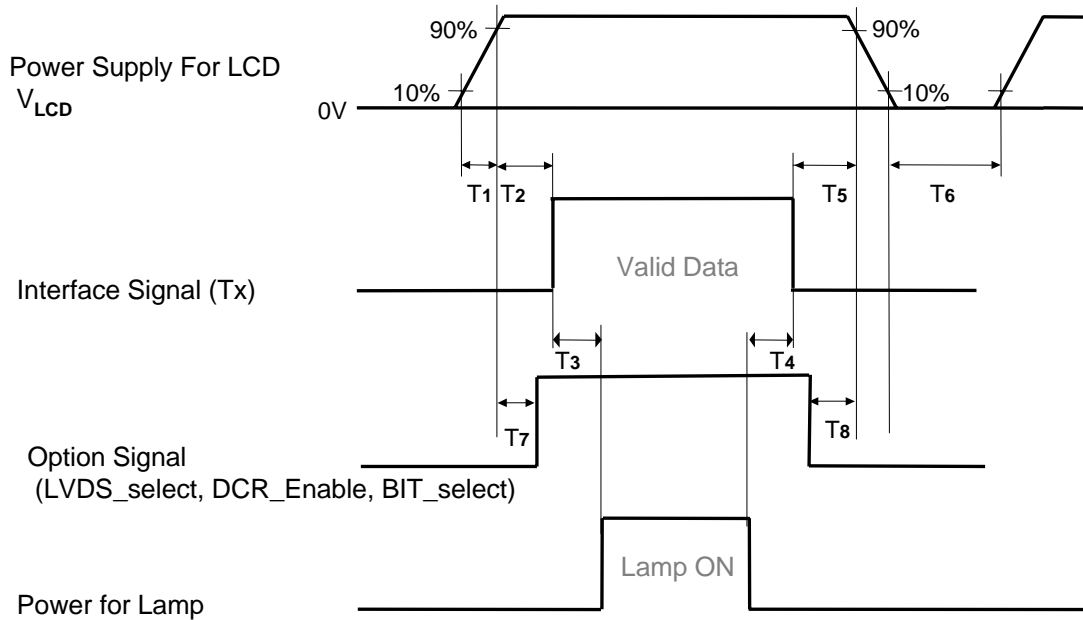 90%
90%
Power Supply For LCD
VLCD
10%
10%
0V
T1
T2
T5
T6
Valid Data
Interface Signal (Tx)
T3
T4
T7
T8
Option Signal
(LVDS_select, DCR_Enable, BIT_select)
Lamp ON
Power for Lamp